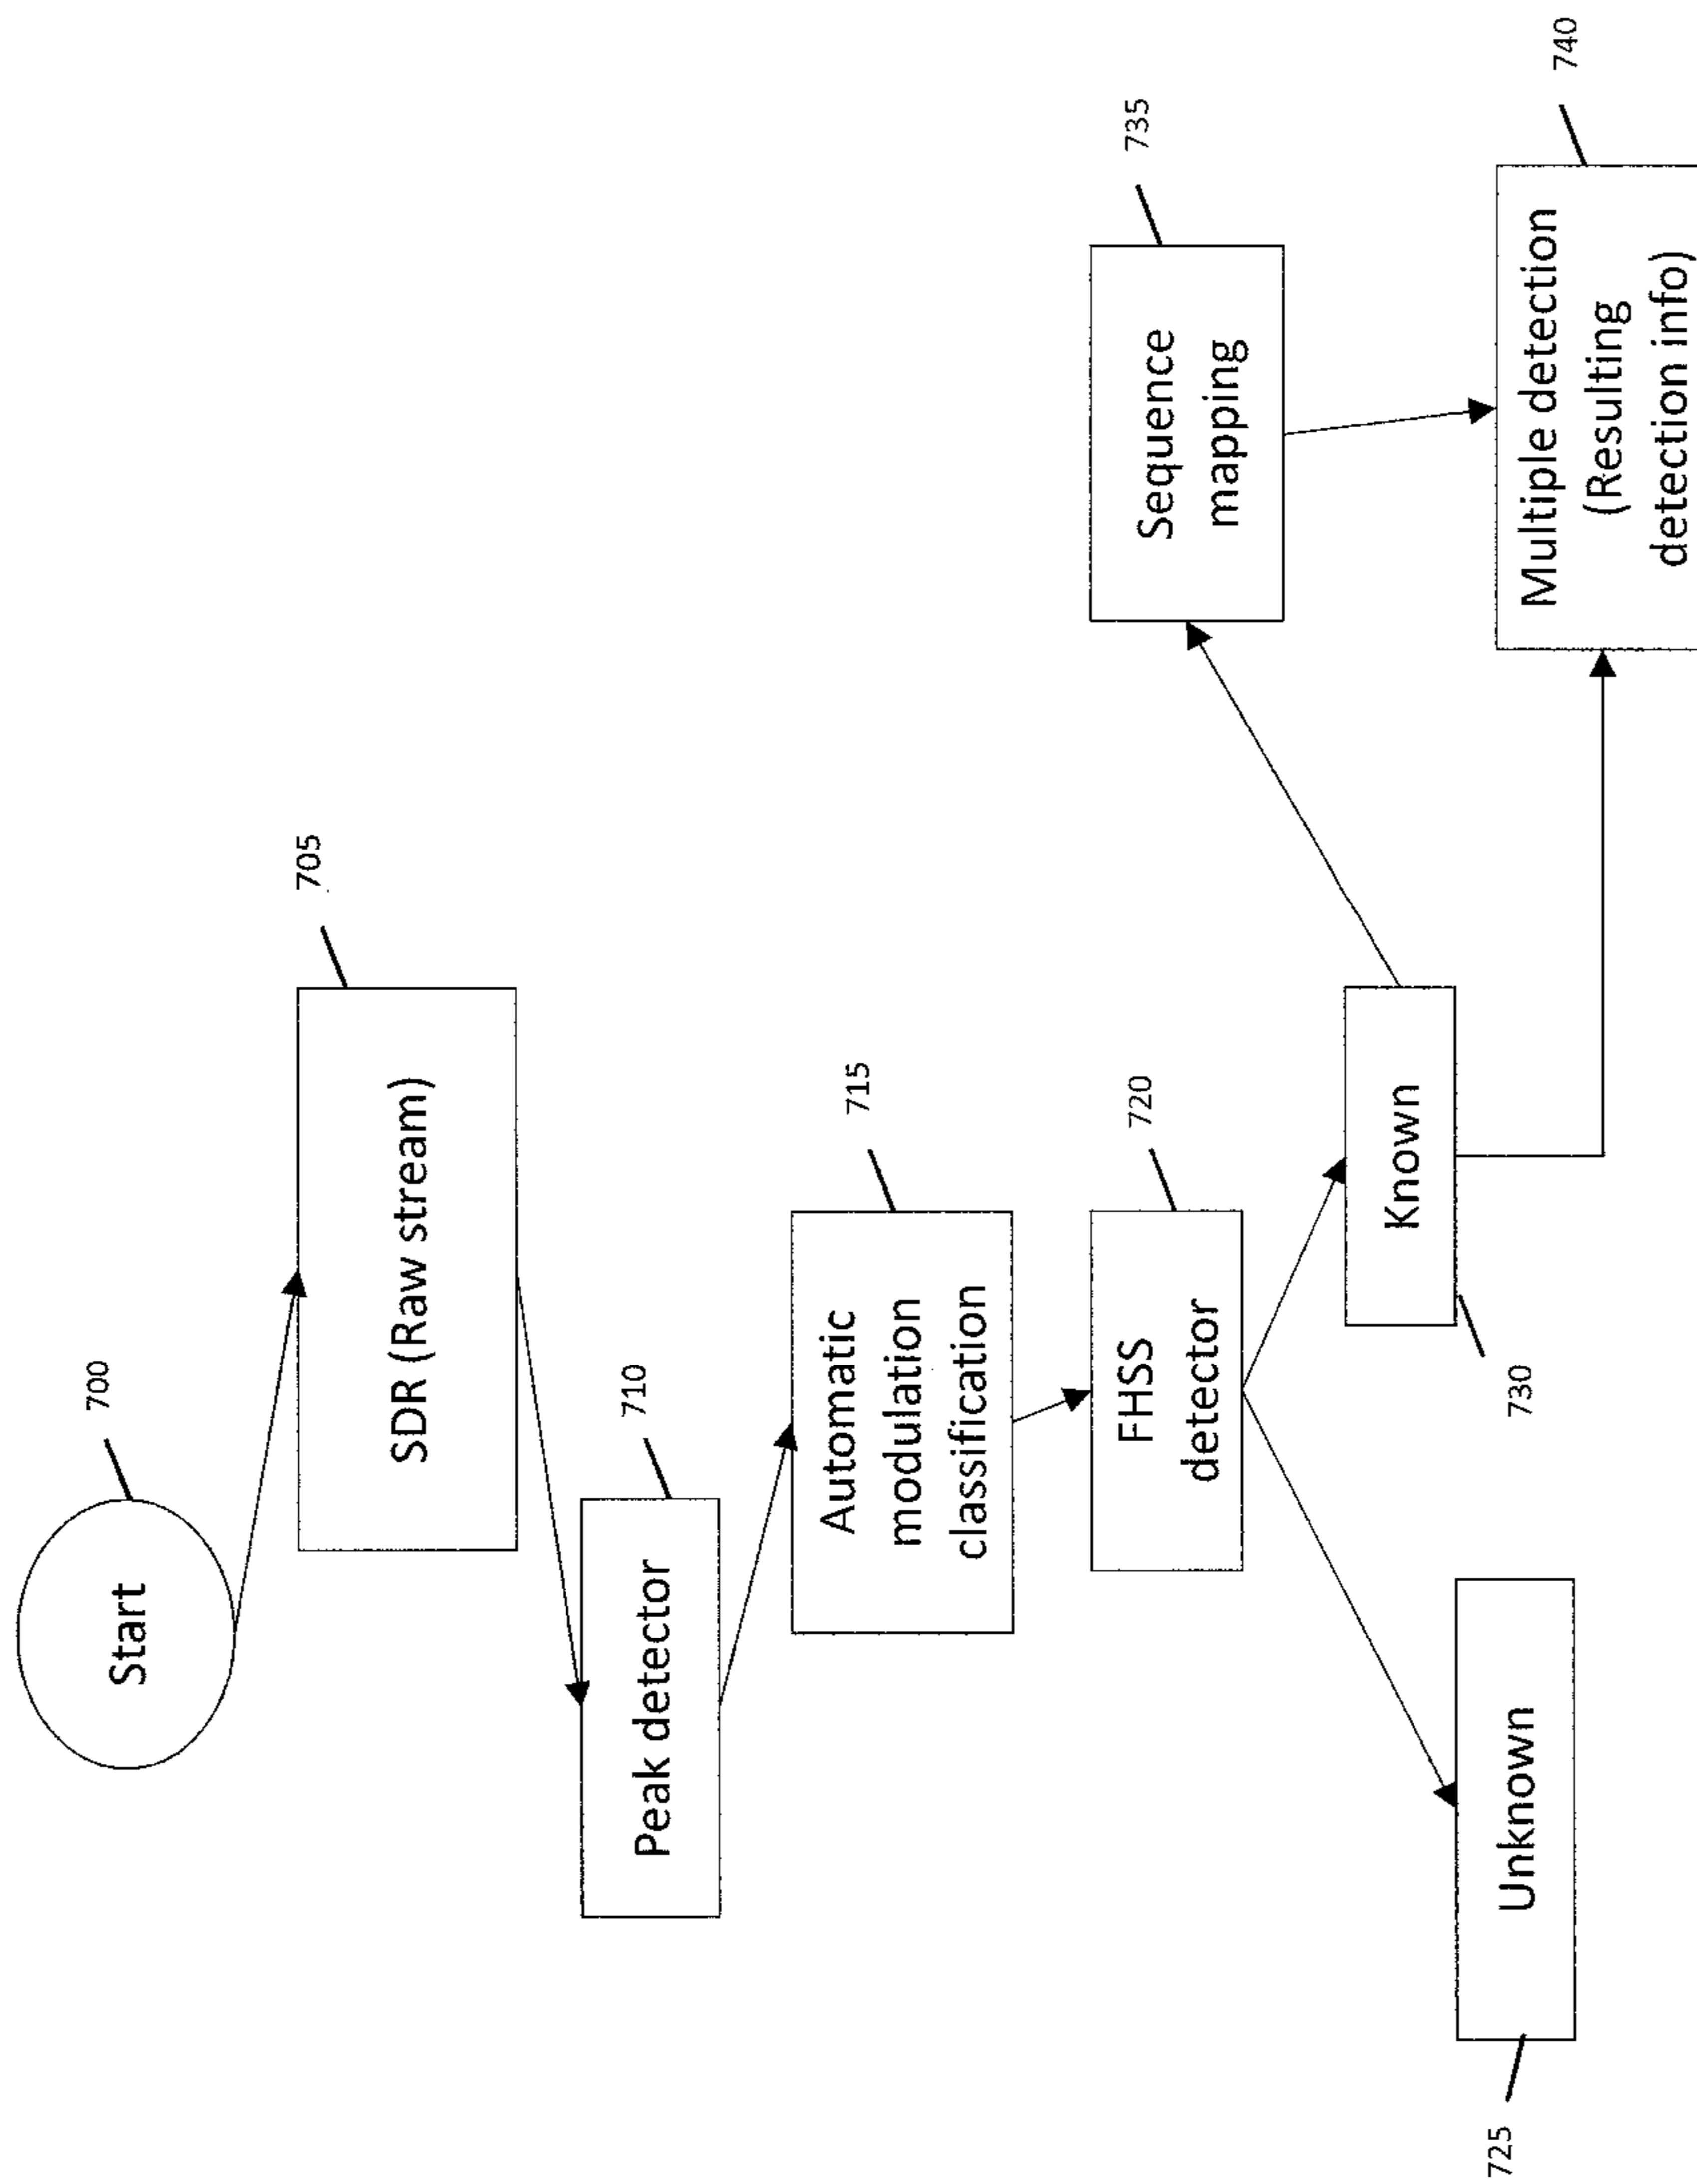 Start
700
SDR (Raw stream)
705
Peak detector
710
Automatic
modulation
classification
715
FHSS
detector
720
Unknown
725
Known
730
Sequence
mapping
735
Multiple detection
(Resulting
detection info)
740